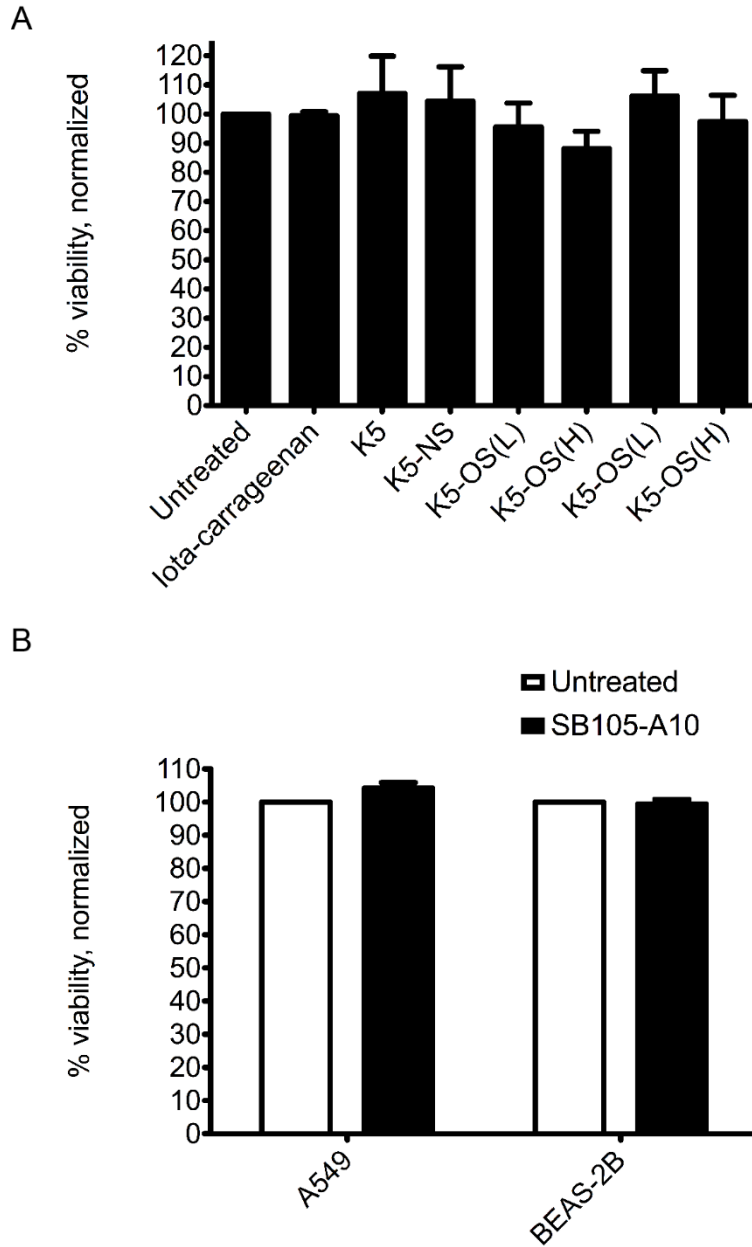 A
% viability, normalized
120
110
100
90
80
70
60
50
40
30
20
10
0
Untreated
Iota-carrageenan
K5
K5-NS
K5-OS(L)
K5-OS(H)
K5-OS(L)
K5-OS(H)
B
Untreated
SB105-A10
% viability, normalized
110
100
90
80
70
60
50
40
30
20
10
0
A549
BEAS-2B